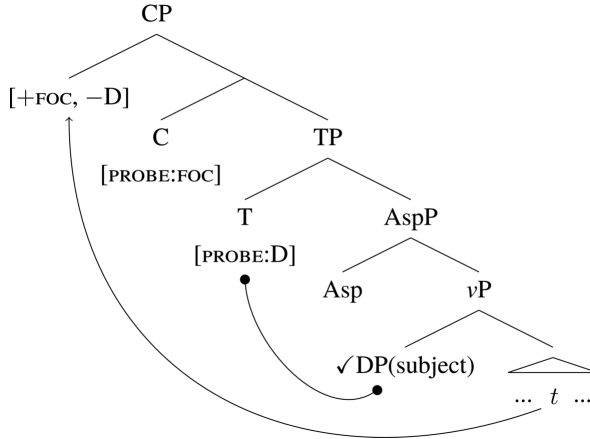 CP
[+FOC, −D]
C
TP
[PROBE:FOC]
T
AspP
[PROBE:D]
Asp
vP
✓DP(subject)
... t ...